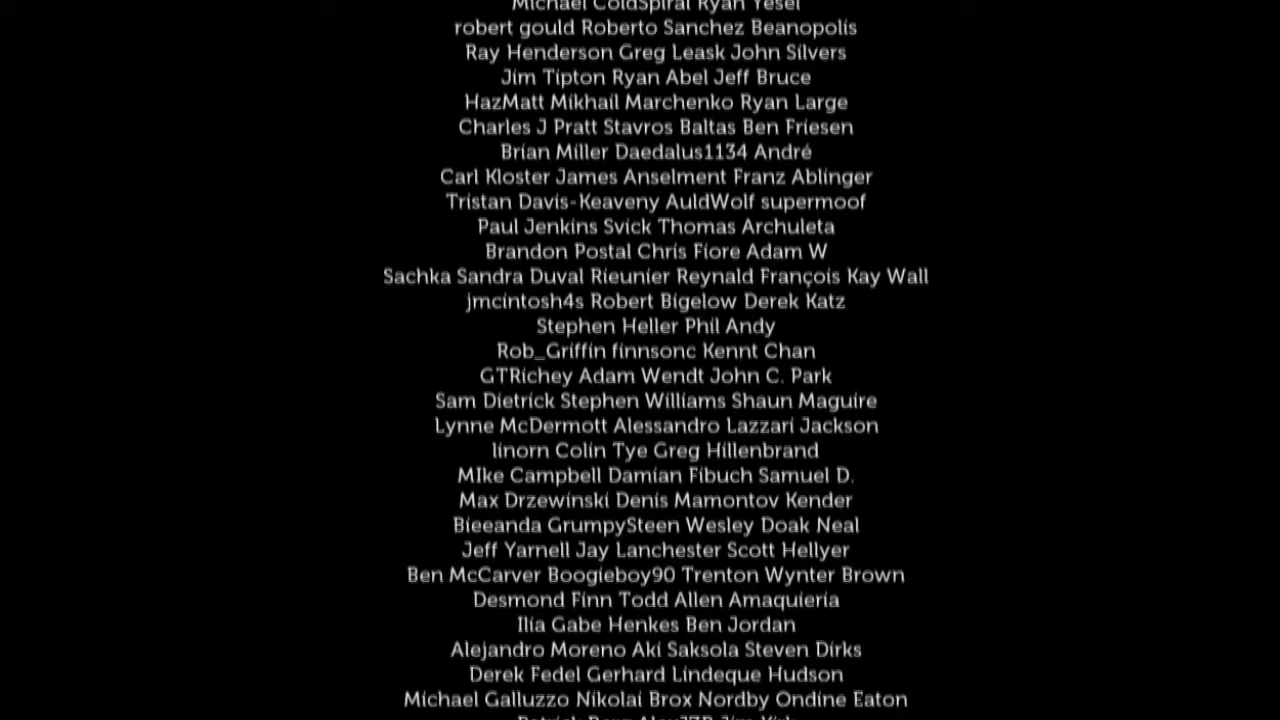 Michael ColdSpiral Ryan Yesel
robert gould Roberto Sanchez Beanopolis
Ray Henderson Greg Leask John Silvers
Jim Tipton Ryan Abel Jeff Bruce
HazMatt Mikhail Marchenko Ryan Large
Charles J Pratt Stavros Baltas Ben Friesen
Brian Miller Daedalus1134 André
Carl Kloster James Anselment Franz Ablinger
Tristan Davis-Keaveny AuldWolf supermoof
Paul Jenkins Svick Thomas Archuleta
Brandon Postal Chris Fiore Adam W
Sachka Sandra Duval Rieunier Reynald François Kay Wall
jmcintosh4s Robert Bigelow Derek Katz
Stephen Heller Phil Andy
Rob_Griffin finnsonc Kennt Chan
GTRichey Adam Wendt John C. Park
Sam Dietrick Stephen Williams Shaun Maguire
Lynne McDermott Alessandro Lazzari Jackson
linorn Colin Tye Greg Hillenbrand
MIke Campbell Damian Fibuch Samuel D.
Max Drzewinski Denis Mamontov Kender
Bieeanda GrumpySteen Wesley Doak Neal
Jeff Yarnell Jay Lanchester Scott Hellyer
Ben McCarver Boogieboy90 Trenton Wynter Brown
Desmond Finn Todd Allen Amaquieria
Ilia Gabe Henkes Ben Jordan
Alejandro Moreno Aki Saksola Steven Dirks
Derek Fedel Gerhard Lindeque Hudson
Michael Galluzzo Nikolai Brox Nordby Ondine Eaton